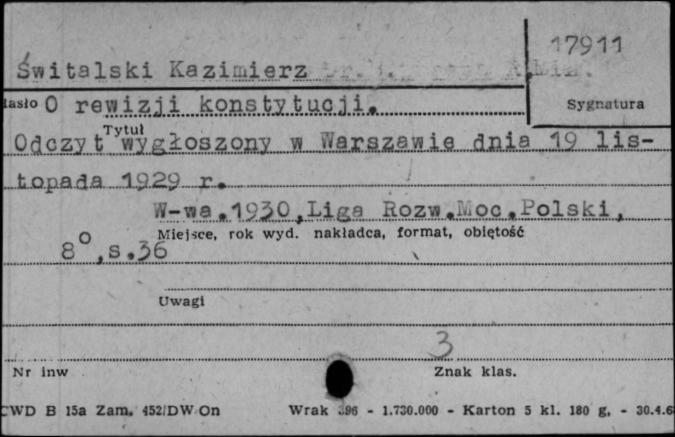 17911
Świtalski Kazimierz
Hasło O rewizji konstytucji.
Sygnatura
Tytuł
Odczyt wygłoszony w Warszawie dnia 19 lis-
topada 1929 r.
W-wa.1930,Liga Rozw.Moc.Polski,
Miejsce, rok wyd. nakładca, format, obiętość
8°,s.36
Uwagi
3
Nr inw
Znak klas.
CWD B 15a Zam. 452/DW On Wrak 396 - 1.730.000 - Karton 5 kl. 180 g. - 30.4.6